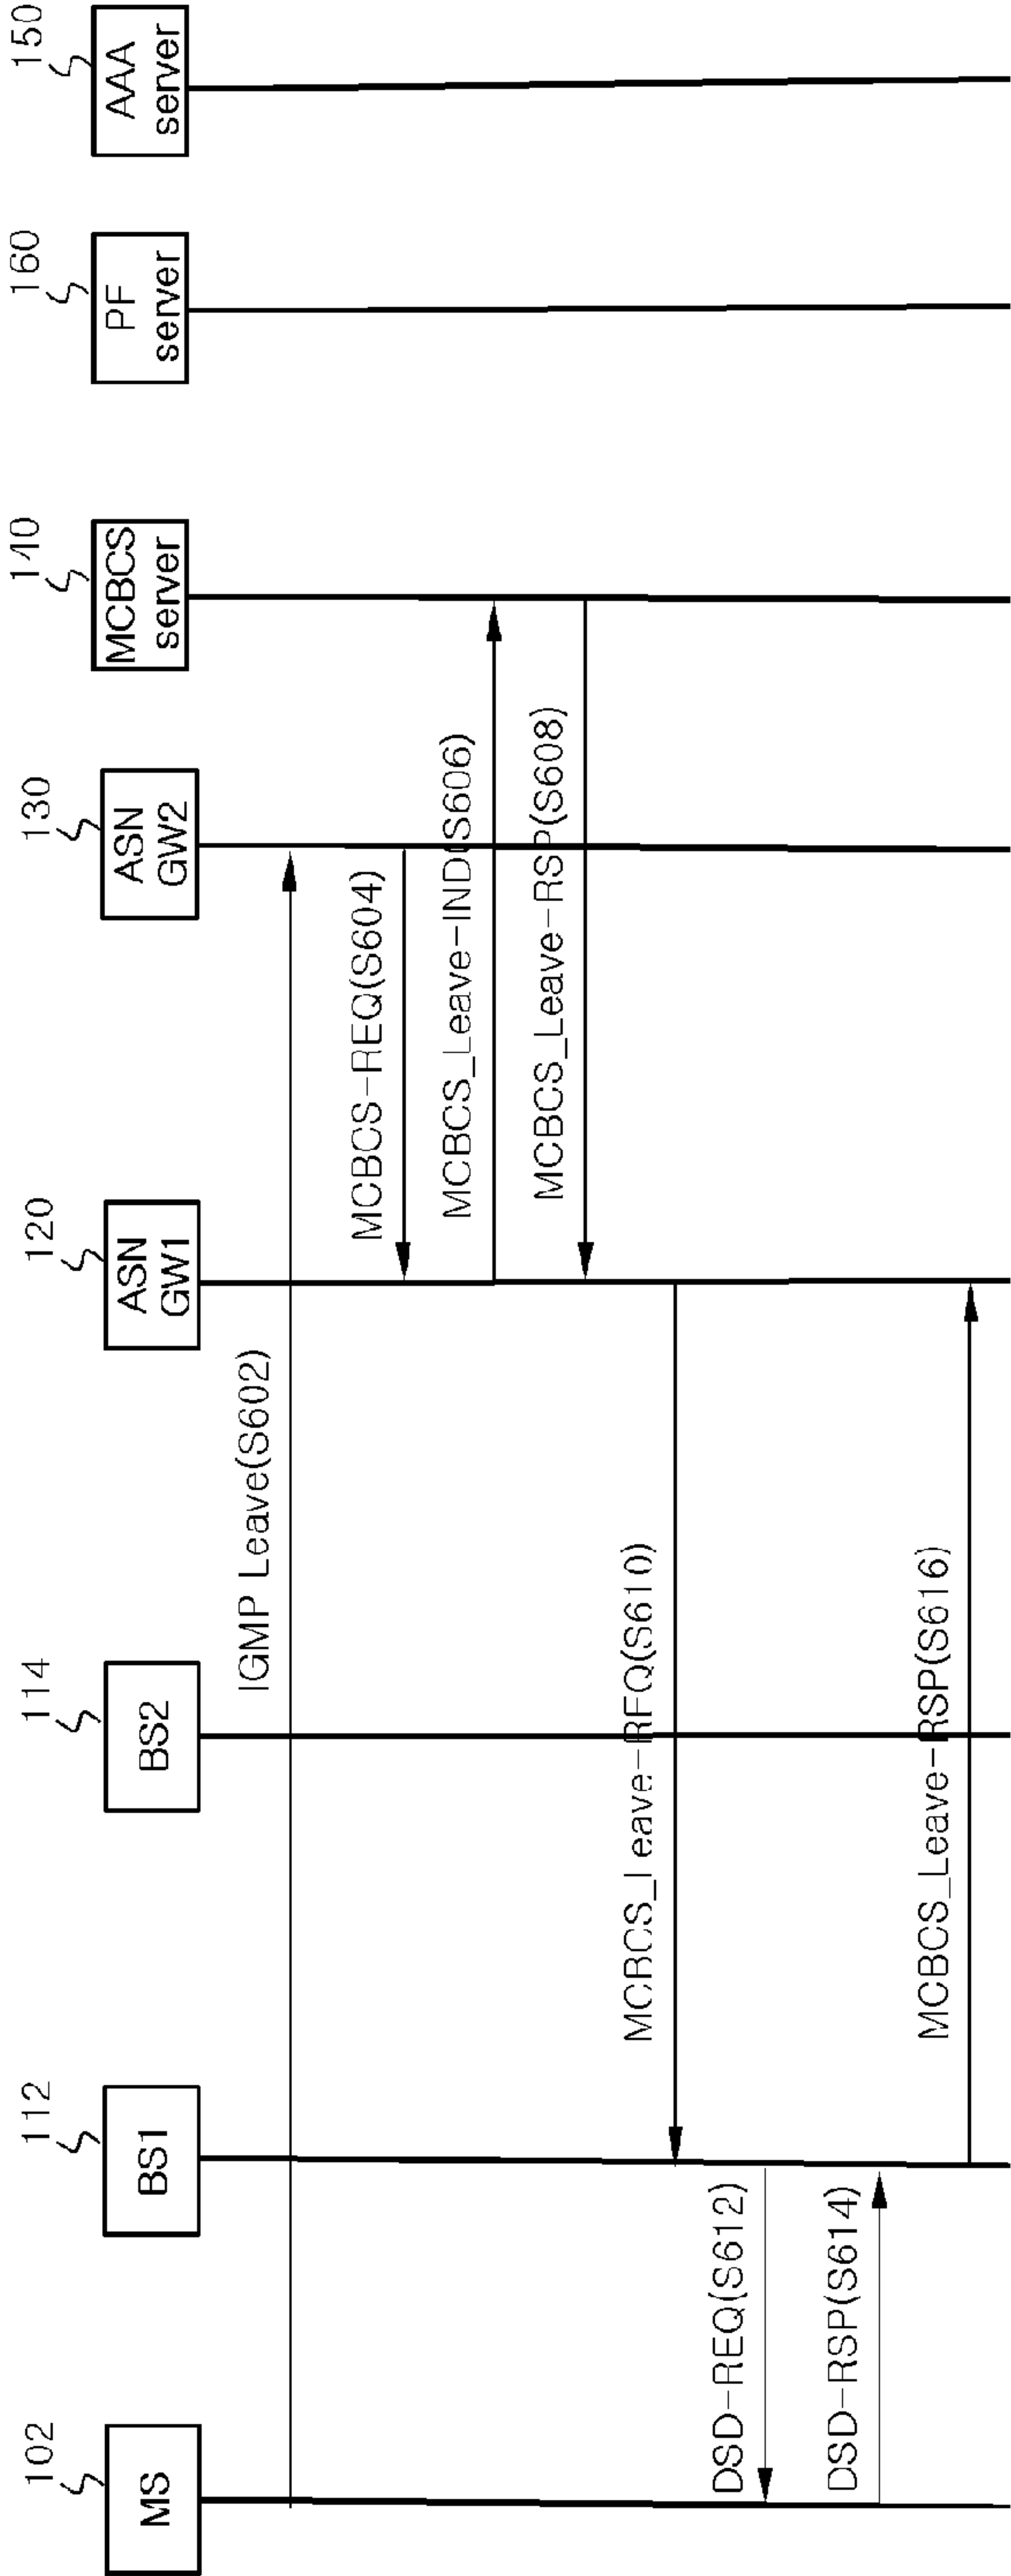 102
112
114
120
130
140
160
150
MS
BS1
BS2
ASN
GW1
ASN
GW2
MCBCS
server
PF
server
AAA
server
IGMP Leave(S602)
MCBCS-REQ(S604)
MCBCS_Leave-IND(S606)
MCBCS_Leave-RSP(S608)
MCBCS_Leave-REQ(S610)
DSD-REQ(S612)
DSD-RSP(S614)
MCBCS_Leave-RSP(S616)